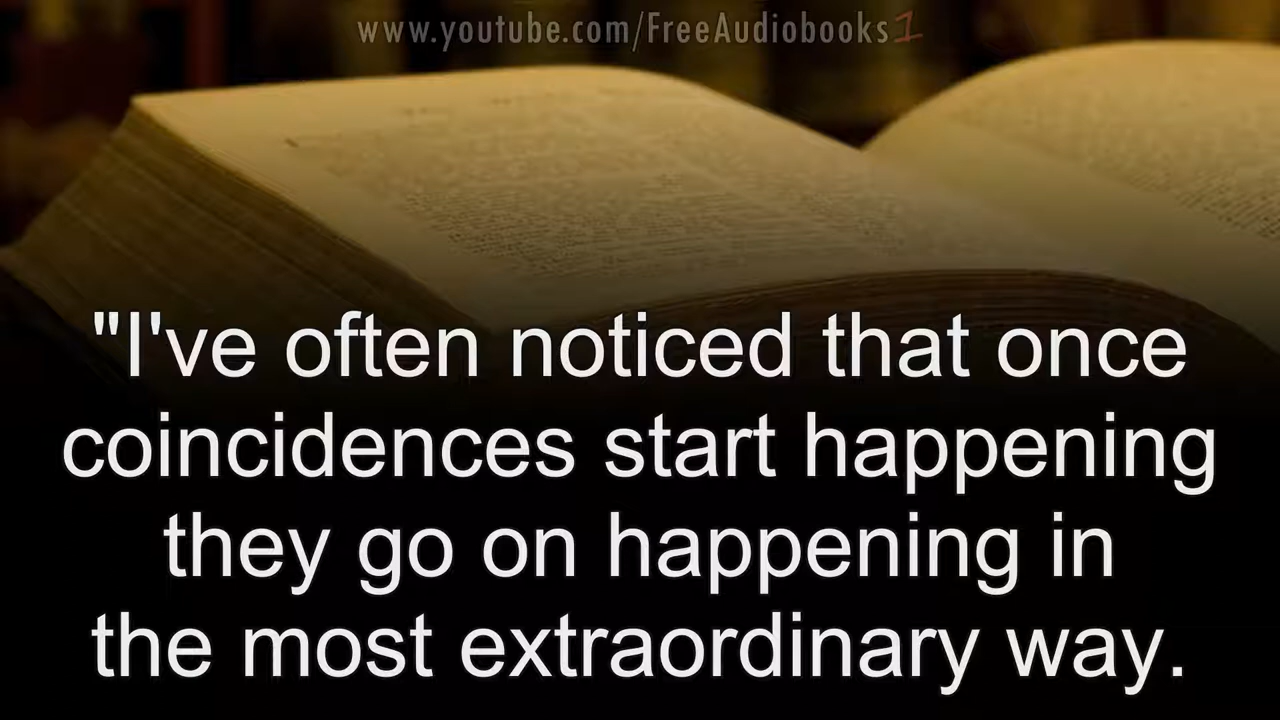 www.youtube.com/FreeAudiobooks1
"I've often noticed that once
coincidences start happening
they go on happening in
the most extraordinary way.